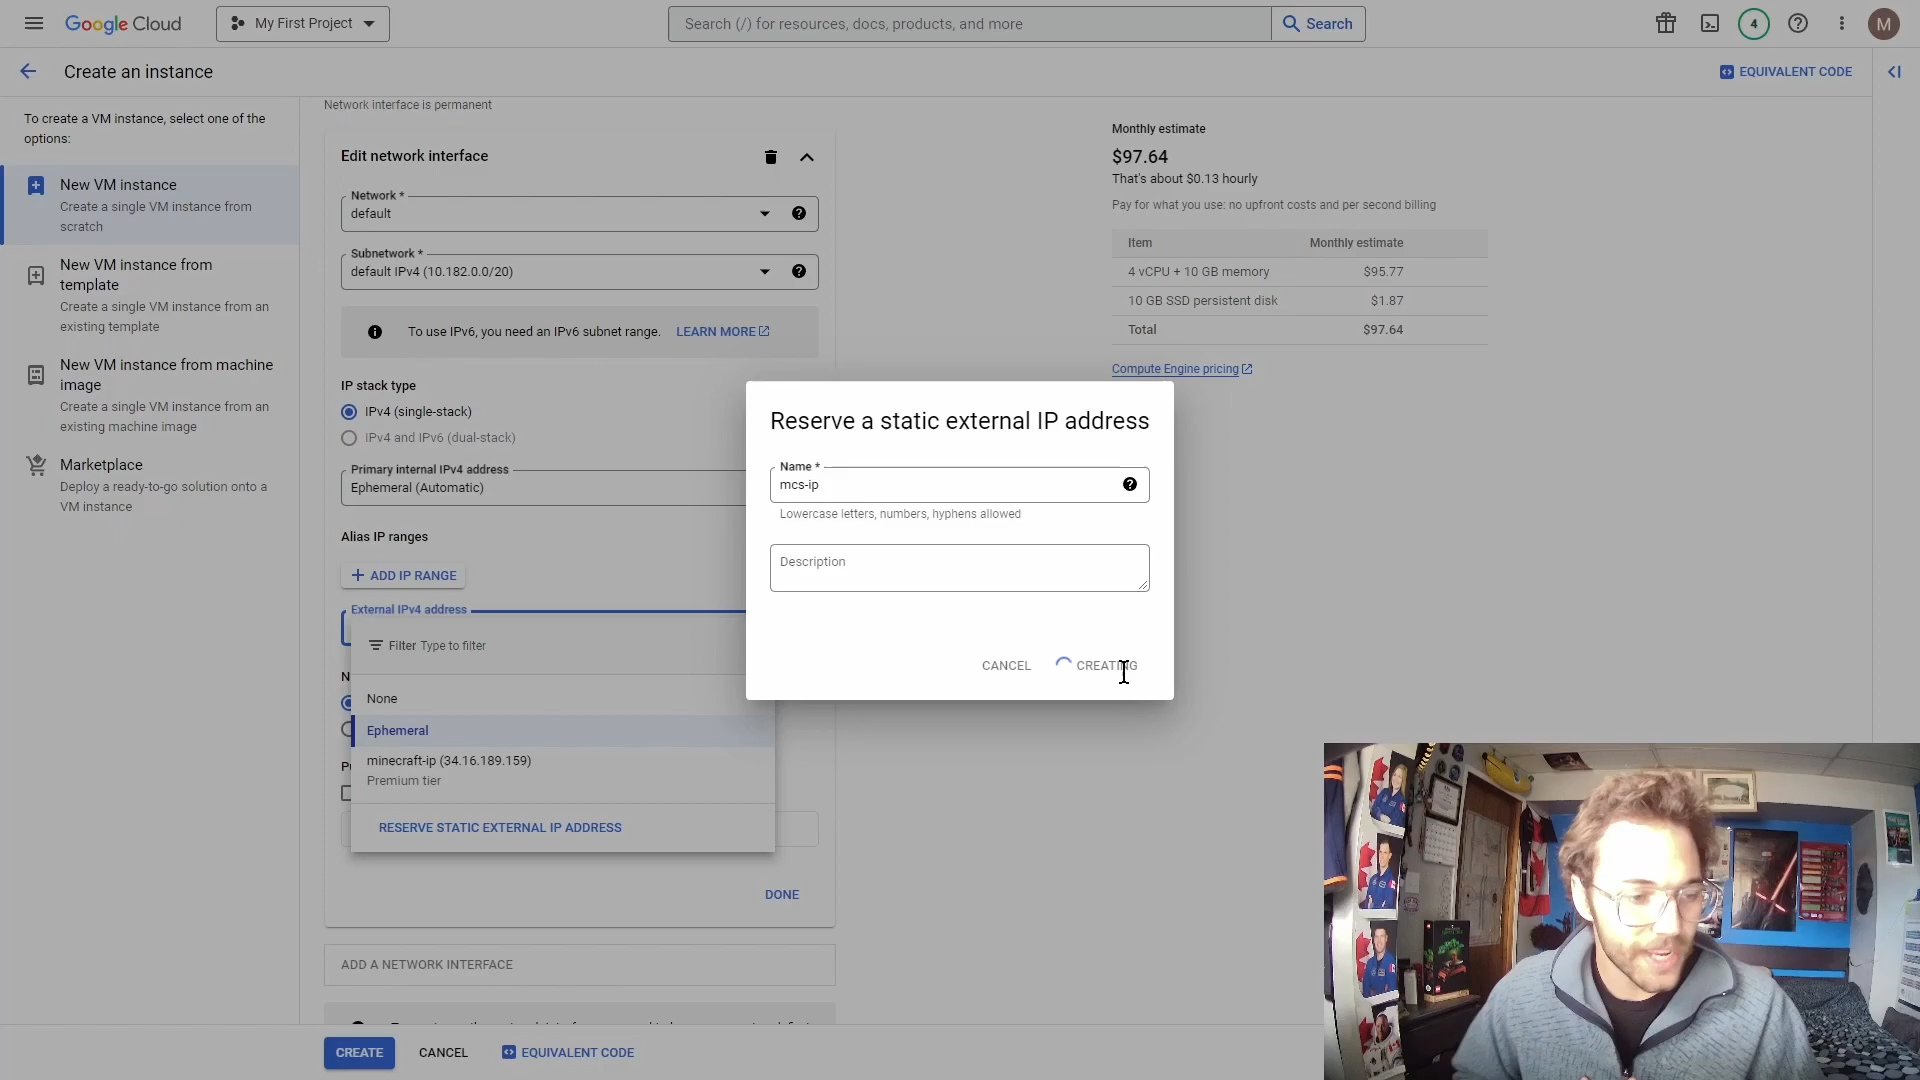 Google Cloud
My First Project
Search (/) for resources, docs, products, and more
Search
4
M
Create an instance
EQUIVALENT CODE
To create a VM instance, select one of the
options:
New VM instance
Create a single VM instance from
scratch
New VM instance from
template
Create a single VM instance from an
existing template
New VM instance from machine
image
Create a single VM instance from an
existing machine image
Marketplace
Deploy a ready-to-go solution onto a
VM instance
Network interface is permanent
Edit network interface
Network *
default
Subnetwork *
default IPv4 (10.182.0.0/20)
To use IPv6, you need an IPv6 subnet range. LEARN MORE
IP stack type
IPv4 (single-stack)
IPv4 and IPv6 (dual-stack)
Primary internal IPv4 address
Ephemeral (Automatic)
Alias IP ranges
ADD IP RANGE
External IPv4 address
Filter Type to filter
None
Ephemeral
minecraft-ip (34.16.189.159)
Premium tier
RESERVE STATIC EXTERNAL IP ADDRESS
DONE
ADD A NETWORK INTERFACE
CREATE
CANCEL
EQUIVALENT CODE
Reserve a static external IP address
Name *
mcs-ip
Lowercase letters, numbers, hyphens allowed
Description
CANCEL
CREATING
Monthly estimate
$97.64
That's about $0.13 hourly
Pay for what you use: no upfront costs and per second billing
Item Monthly estimate
4 vCPU + 10 GB memory $95.77
10 GB SSD persistent disk $1.87
Total $97.64
Compute Engine pricing